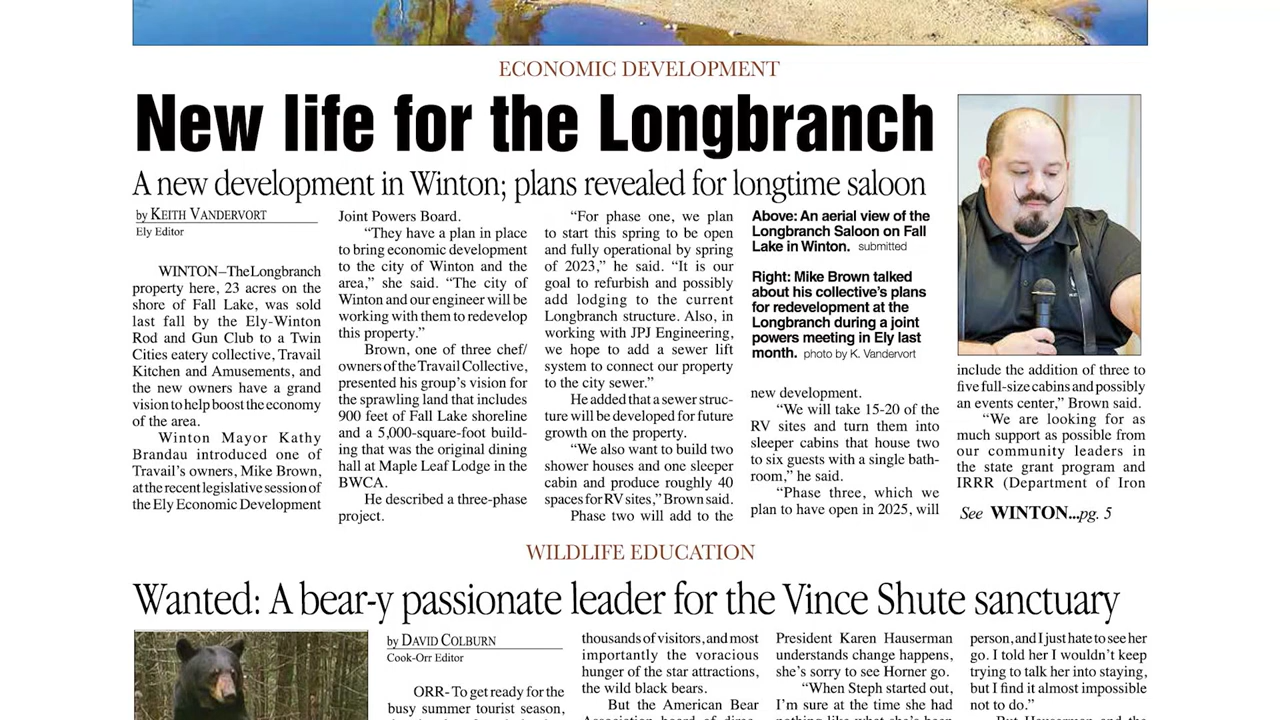 ECONOMIC DEVELOPMENT
New life for the Longbranch
A new development in Winton; plans revealed for longtime saloon
by KEITH VANDERVORT
Ely Editor
WINTON–The Longbranch
property here, 23 acres on the
shore of Fall Lake, was sold
last fall by the Ely-Winton
Rod and Gun Club to a Twin
Cities eatery collective, Travail
Kitchen and Amusements, and
the new owners have a grand
vision to help boost the economy
of the area.
Winton Mayor Kathy
Brandau introduced one of
Travail’s owners, Mike Brown,
at the recent legislative session of
the Ely Economic Development
Joint Powers Board.
“They have a plan in place
to bring economic development
to the city of Winton and the
area,” she said. “The city of
Winton and our engineer will be
working with them to redevelop
this property.”
Brown, one of three chef/
owners of the Travail Collective,
presented his group’s vision for
the sprawling land that includes
900 feet of Fall Lake shoreline
and a 5,000-square-foot build-
ing that was the original dining
hall at Maple Leaf Lodge in the
BWCA.
He described a three-phase
project.
“For phase one, we plan
to start this spring to be open
and fully operational by spring
of 2023,” he said. “It is our
goal to refurbish and possibly
add lodging to the current
Longbranch structure. Also, in
working with JPJ Engineering,
we hope to add a sewer lift
system to connect our property
to the city sewer.”
He added that a sewer struc-
ture will be developed for future
growth on the property.
“We also want to build two
shower houses and one sleeper
cabin and produce roughly 40
spaces for RV sites,” Brown said.
Phase two will add to the
Above: An aerial view of the
Longbranch Saloon on Fall
Lake in Winton. submitted
Right: Mike Brown talked
about his collective’s plans
for redevelopment at the
Longbranch during a joint
powers meeting in Ely last
month. photo by K. Vandervort
new development.
“We will take 15-20 of the
RV sites and turn them into
sleeper cabins that house two
to six guests with a single bath-
room,” he said.
“Phase three, which we
plan to have open in 2025, will
include the addition of three to
five full-size cabins and possibly
an events center,” Brown said.
“We are looking for as
much support as possible from
our community leaders in
the state grant program and
IRRR (Department of Iron
See WINTON...pg. 5
WILDLIFE EDUCATION
Wanted: A bear-y passionate leader for the Vince Shute sanctuary
by DAVID COLBURN
Cook-Orr Editor
ORR- To get ready for the
busy summer tourist season,
thousands of visitors, and most
importantly the voracious
hunger of the star attractions,
the wild black bears.
But the American Bear
President Karen Hauserman
understands change happens,
she’s sorry to see Horner go.
“When Steph started out,
I’m sure at the time she had
person, and I just hate to see her
go. I told her I wouldn’t keep
trying to talk her into staying,
but I find it almost impossible
not to do.”